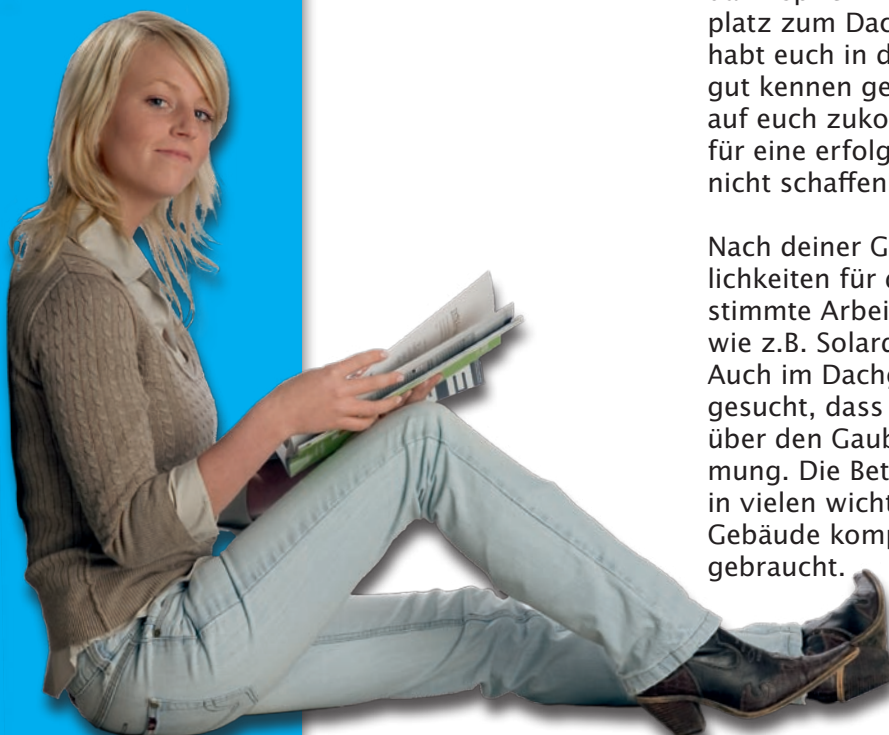 platz zum Dac
habt euch in d
gut kennen ge
auf euch zuko
für eine erfolg
nicht schaffen
Nach deiner G
lichkeiten für
stimmte Arbei
wie z.B. Solard
Auch im Dachg
gesucht, dass
über den Gaub
mung. Die Bet
in vielen wicht
Gebäude komp
gebraucht.